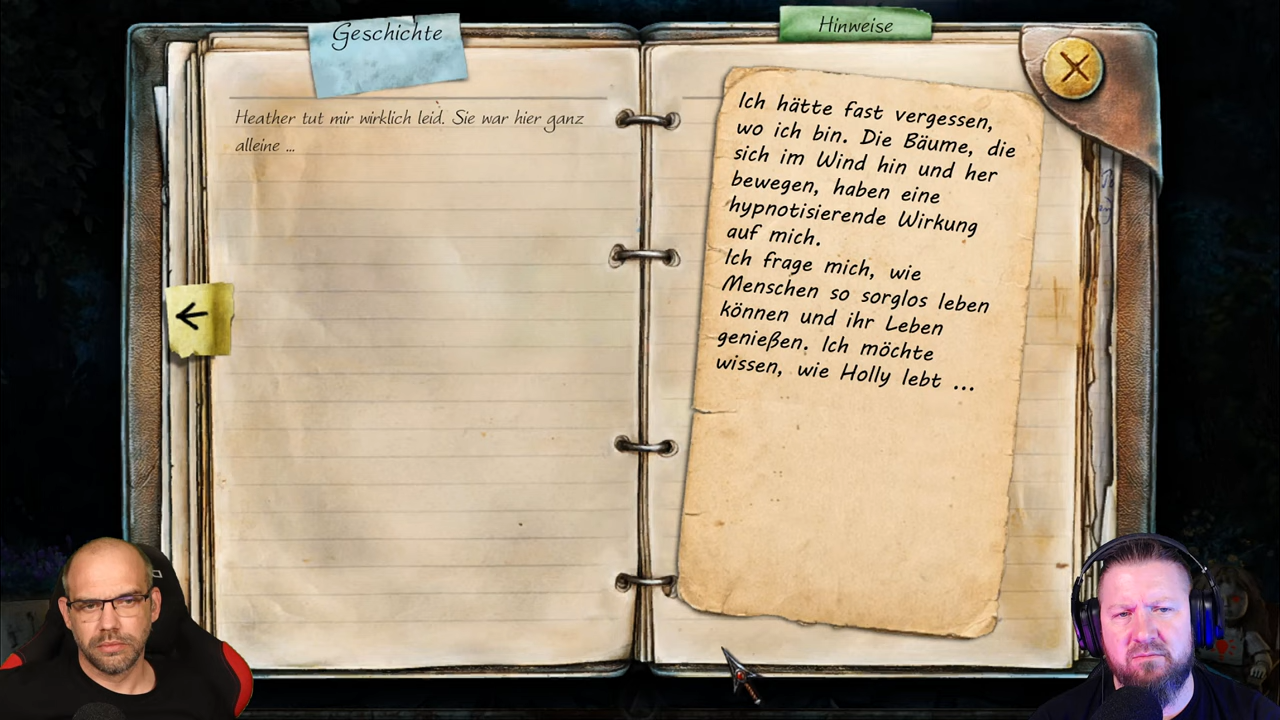 Geschichte
Heather tut mir wirklich leid. Sie war hier ganz
alleine ...
Hinweise
Ich hätte fast vergessen,
wo ich bin. Die Bäume, die
sich im Wind hin und her
bewegen, haben eine
hypnotisierende Wirkung
auf mich.
Ich frage mich, wie
Menschen so sorglos leben
können und ihr Leben
genießen. Ich möchte
wissen, wie Holly lebt ...